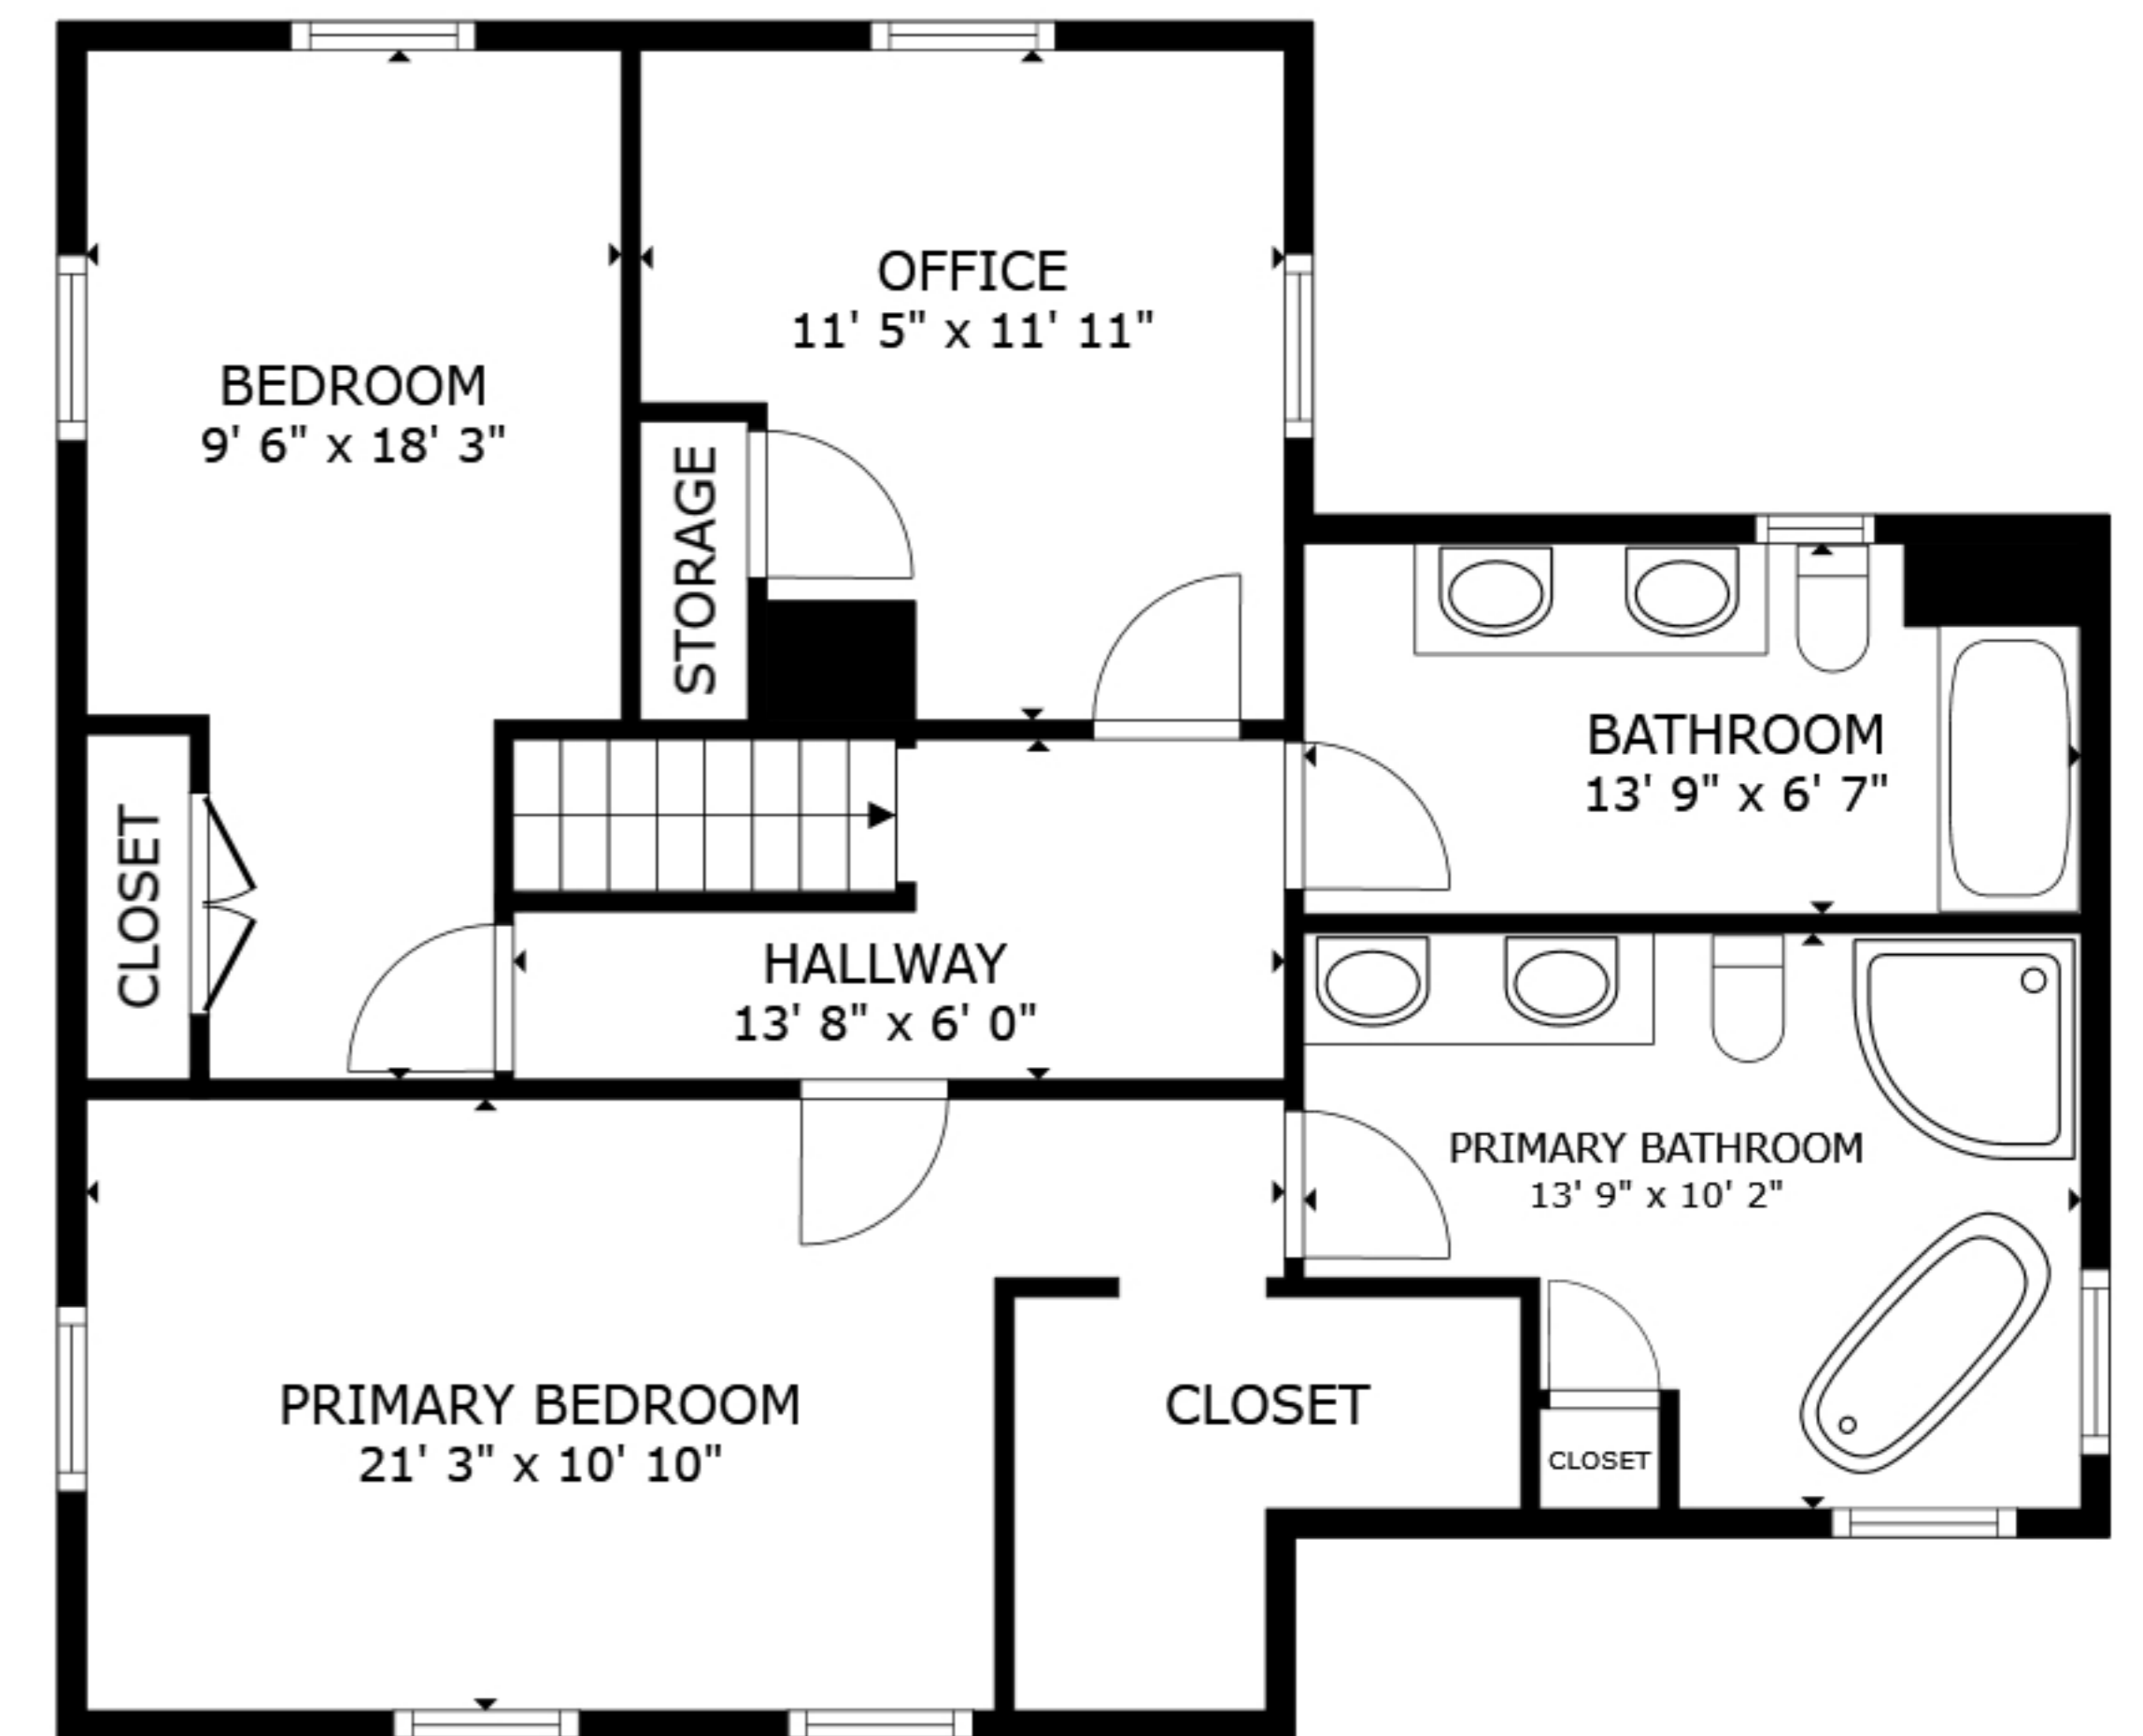 OFFICE
11' 5" x 11' 11"
BEDROOM
9' 6" x 18' 3"
STORAGE
BATHROOM
13' 9" x 6' 7"
CLOSET
HALLWAY
13' 8" x 6' 0"
PRIMARY BATHROOM
13' 9" x 10' 2"
PRIMARY BEDROOM
21' 3" x 10' 10"
CLOSET
CLOSET